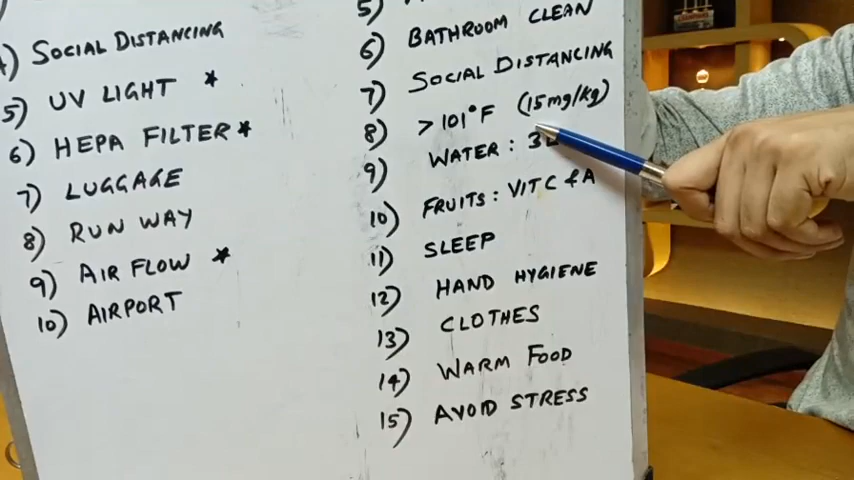 4) SOCIAL DISTANCING
5) UV LIGHT *
6) HEPA FILTER *
7) LUGGAGE
8) RUN WAY
9) AIR FLOW *
10) AIRPORT
5)
6) BATHROOM CLEAN
7) SOCIAL DISTANCING
8) > 101°F (15mg/kg)
9) WATER : 3L
10) FRUITS : VIT C & A
11) SLEEP
12) HAND HYGIENE
13) CLOTHES
14) WARM FOOD
15) AVOID STRESS